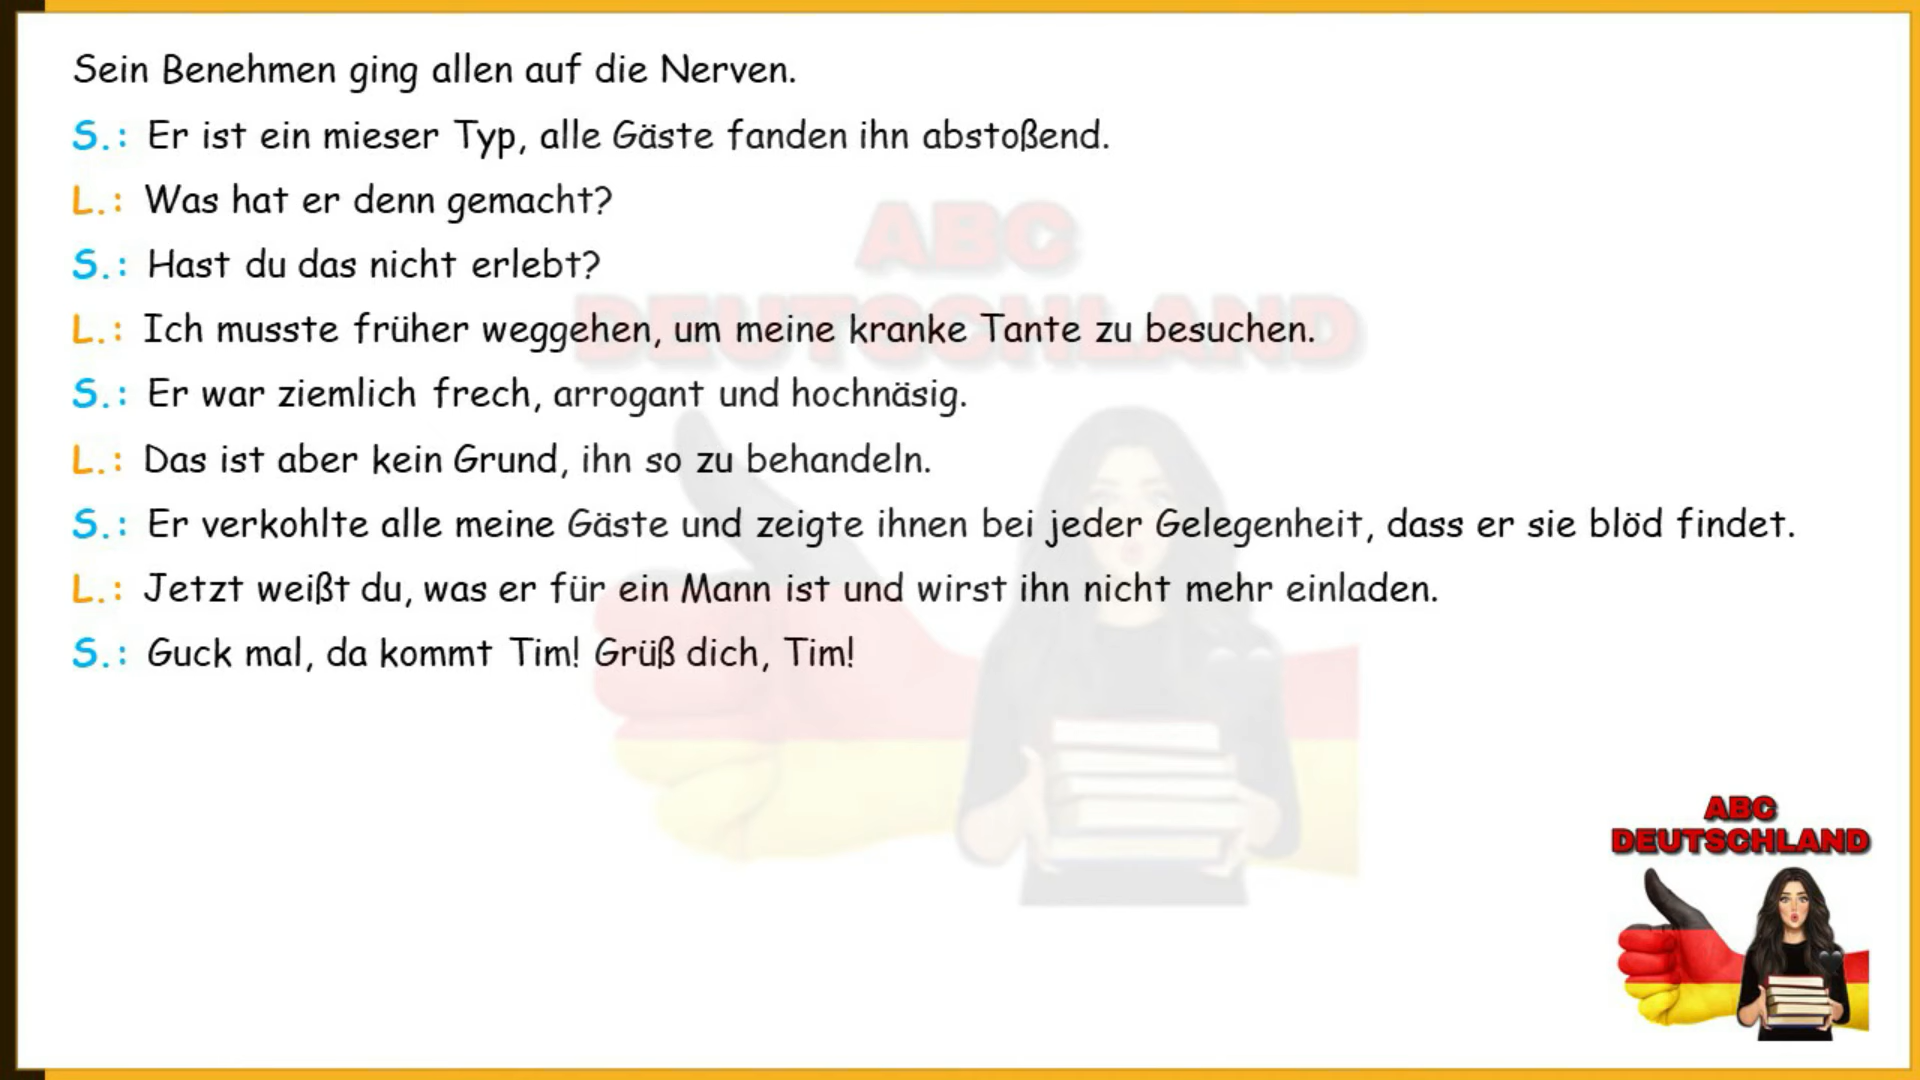 Sein Benehmen ging allen auf die Nerven.
S.: Er ist ein mieser Typ, alle Gäste fanden ihn abstoßend.
L.: Was hat er denn gemacht?
S.: Hast du das nicht erlebt?
L.: Ich musste früher weggehen, um meine kranke Tante zu besuchen.
S.: Er war ziemlich frech, arrogant und hochnäsig.
L.: Das ist aber kein Grund, ihn so zu behandeln.
S.: Er verkohlte alle meine Gäste und zeigte ihnen bei jeder Gelegenheit, dass er sie blöd findet.
L.: Jetzt weißt du, was er für ein Mann ist und wirst ihn nicht mehr einladen.
S.: Guck mal, da kommt Tim! Grüß dich, Tim!
ABC
DEUTSCHLAND
ABC
DEUTSCHLAND